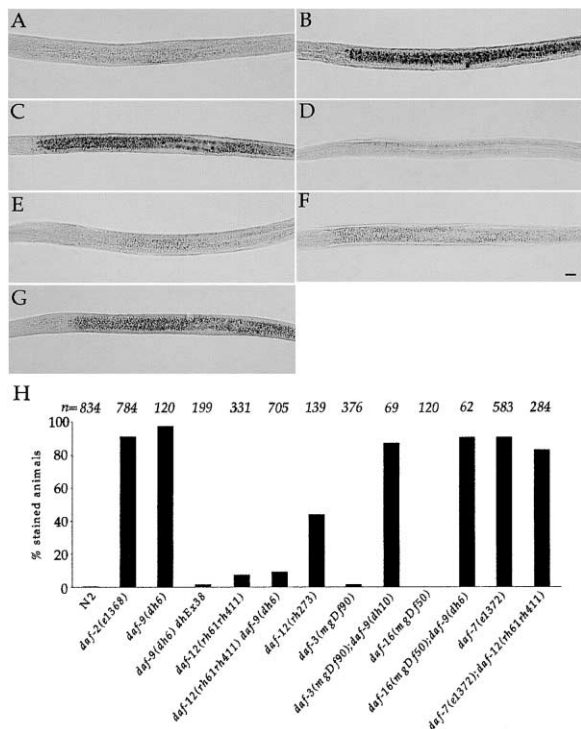 A
B
C
D
E
F
G
H
n= 834 784 120 199 331 705 139 376 69 120 62 583 284
100
80
60
40
20
0
% stained animals
N2
daf-2(e1368)
daf-9(dh6)
daf-9(dh6) dhEx38
daf-12(rh61rh411)
daf-12(rh61rh411) daf-9(dh6)
daf-12(rh273)
daf-3(mgDf90)
daf-3(mgDf90);daf-9(dh10)
daf-16(mgDf50)
daf-16(mgDf50);daf-9(dh6)
daf-7(e1372)
daf-7(e1372);daf-12(rh61rh411)